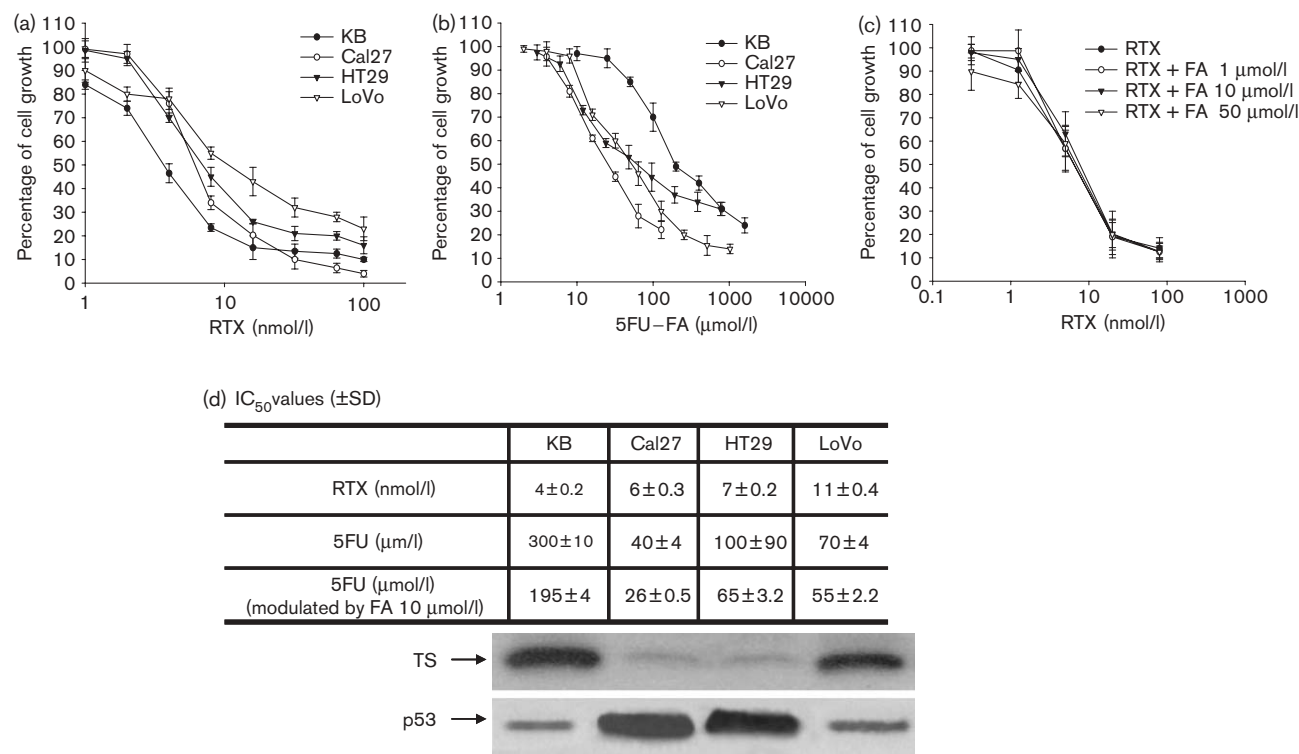 (a)
110
100
90
80
70
60
50
40
30
20
10
0
Percentage of cell growth
KB
Cal27
HT29
LoVo
1
10
100
RTX (nmol/l)
(b)
110
100
90
80
70
60
50
40
30
20
10
0
Percentage of cell growth
KB
Cal27
HT29
LoVo
1
10
100
1000
10000
5FU−FA (μmol/l)
(c)
110
100
90
80
70
60
50
40
30
20
10
0
Percentage of cell growth
RTX
RTX + FA 1 μmol/l
RTX + FA 10 μmol/l
RTX + FA 50 μmol/l
0.1
1
10
100
1000
RTX (nmol/l)
(d) IC50values (±SD)
KB Cal27 HT29 LoVo
RTX (nmol/l) 4±0.2 6±0.3 7±0.2 11±0.4
5FU (μm/l) 300±10 40±4 100±90 70±4
5FU (μmol/l)
(modulated by FA 10 μmol/l) 195±4 26±0.5 65±3.2 55±2.2
TS
p53